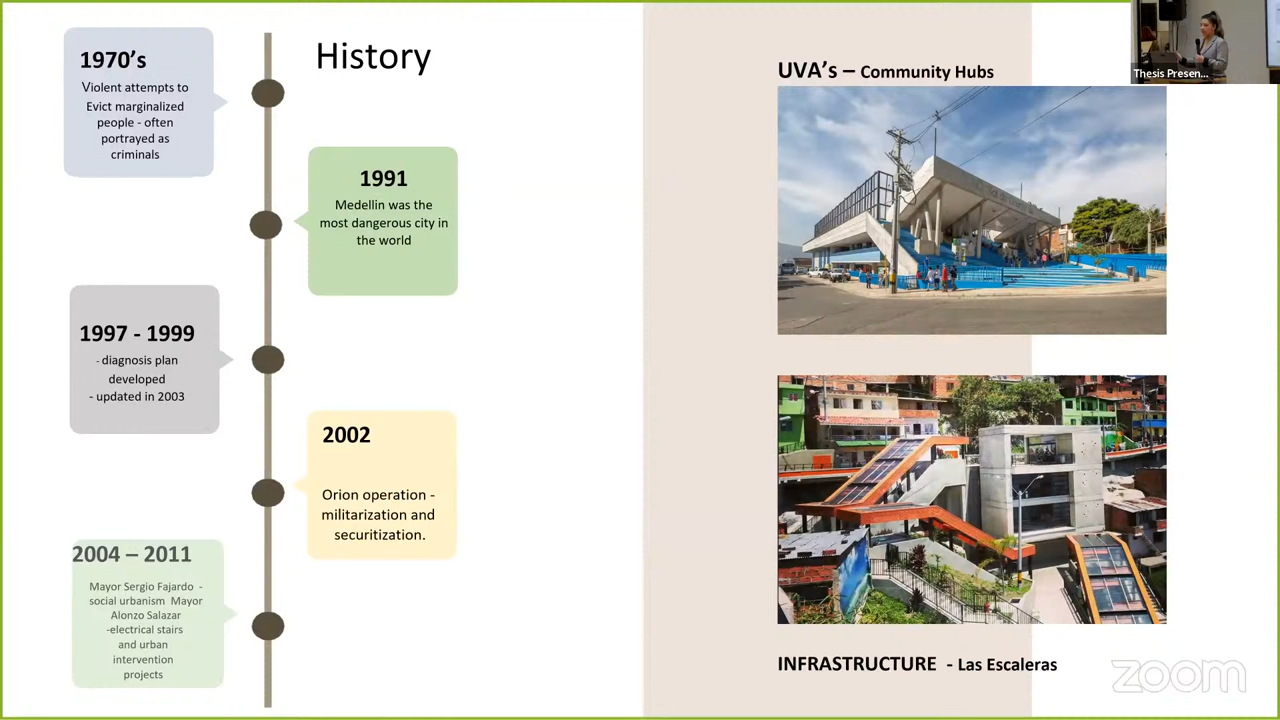 History
1970’s
Violent attempts to
Evict marginalized
people - often
portrayed as
criminals
1991
Medellin was the
most dangerous city in
the world
1997 - 1999
- diagnosis plan
developed
- updated in 2003
2002
Orion operation -
militarization and
securitization.
2004 – 2011
Mayor Sergio Fajardo -
social urbanism Mayor
Alonzo Salazar
-electrical stairs
and urban
intervention
projects
UVA’s – Community Hubs
INFRASTRUCTURE - Las Escaleras
Thesis Presen...
zoom